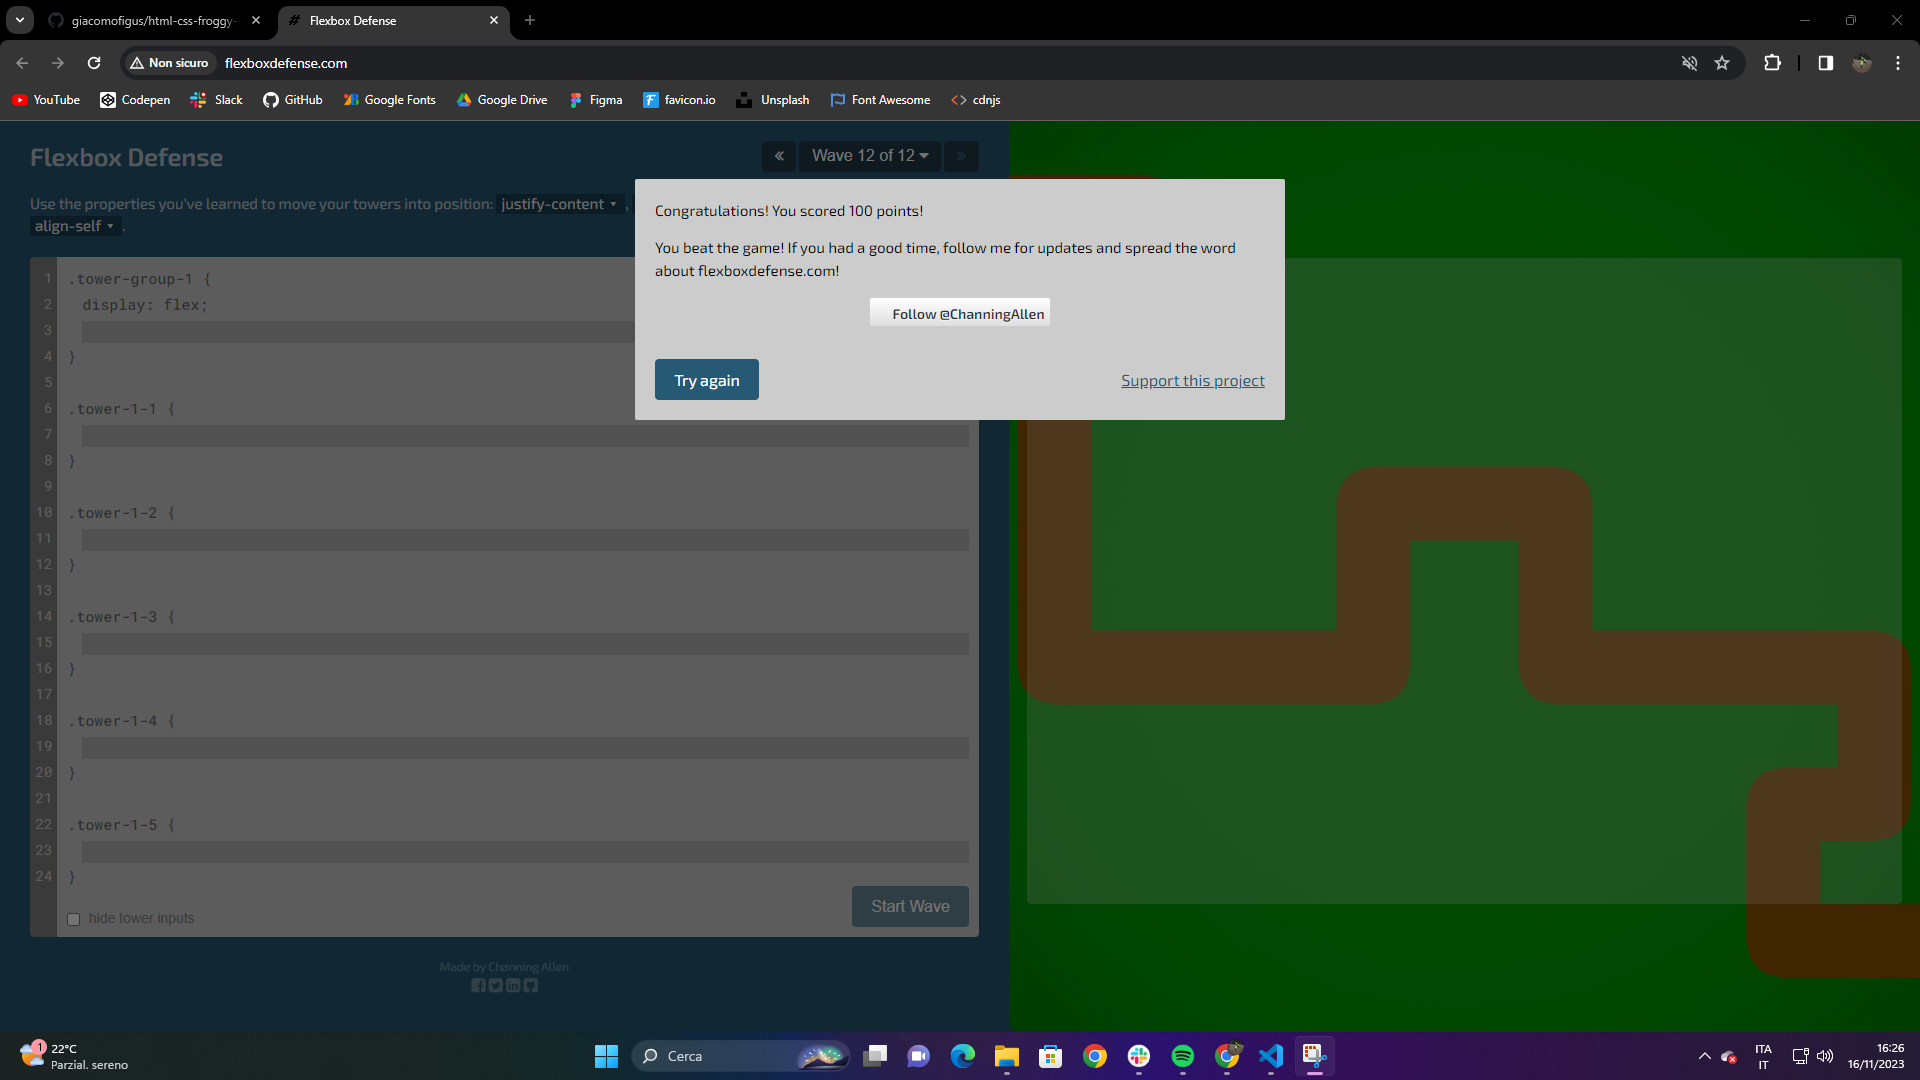 giacomofigus/html-css-froggy-
Flexbox Defense
Non sicuro
flexboxdefense.com
YouTube
Codepen
Slack
GitHub
Google Fonts
Google Drive
Figma
favicon.io
Unsplash
Font Awesome
cdnjs
Flexbox Defense
« Wave 12 of 12 »
Use the properties you've learned to move your towers into position: justify-content ,
align-self .
Congratulations! You scored 100 points!
You beat the game! If you had a good time, follow me for updates and spread the word
about flexboxdefense.com!
Follow @ChanningAllen
Try again
Support this project
1 .tower-group-1 {
2 display: flex;
3
4 }
5
6 .tower-1-1 {
7
8 }
9
10 .tower-1-2 {
11
12 }
13
14 .tower-1-3 {
15
16 }
17
18 .tower-1-4 {
19
20 }
21
22 .tower-1-5 {
23
24 }
hide tower inputs
Start Wave
Made by Channing Allen
1
22°C
Parzial. sereno
Cerca
ITA
IT
16:26
16/11/2023